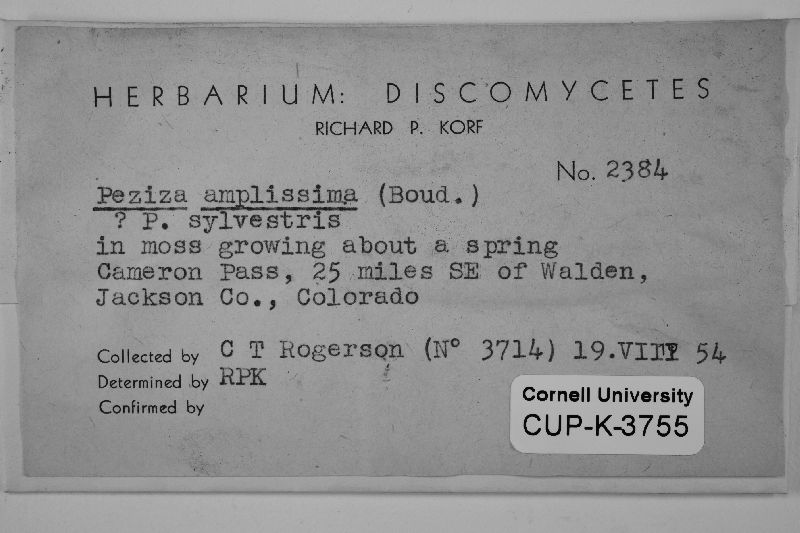 HERBARIUM: DISCOMYCETES
RICHARD P. KORF
No. 2384
Peziza amplissima (Boud.)
? P. sylvestris
in moss growing about a spring
Cameron Pass, 25 miles SE of Walden,
Jackson Co., Colorado
Collected by C T Rogerson (N° 3714) 19.VIII 54
Determined by RPK
Confirmed by
Cornell University
CUP-K-3755